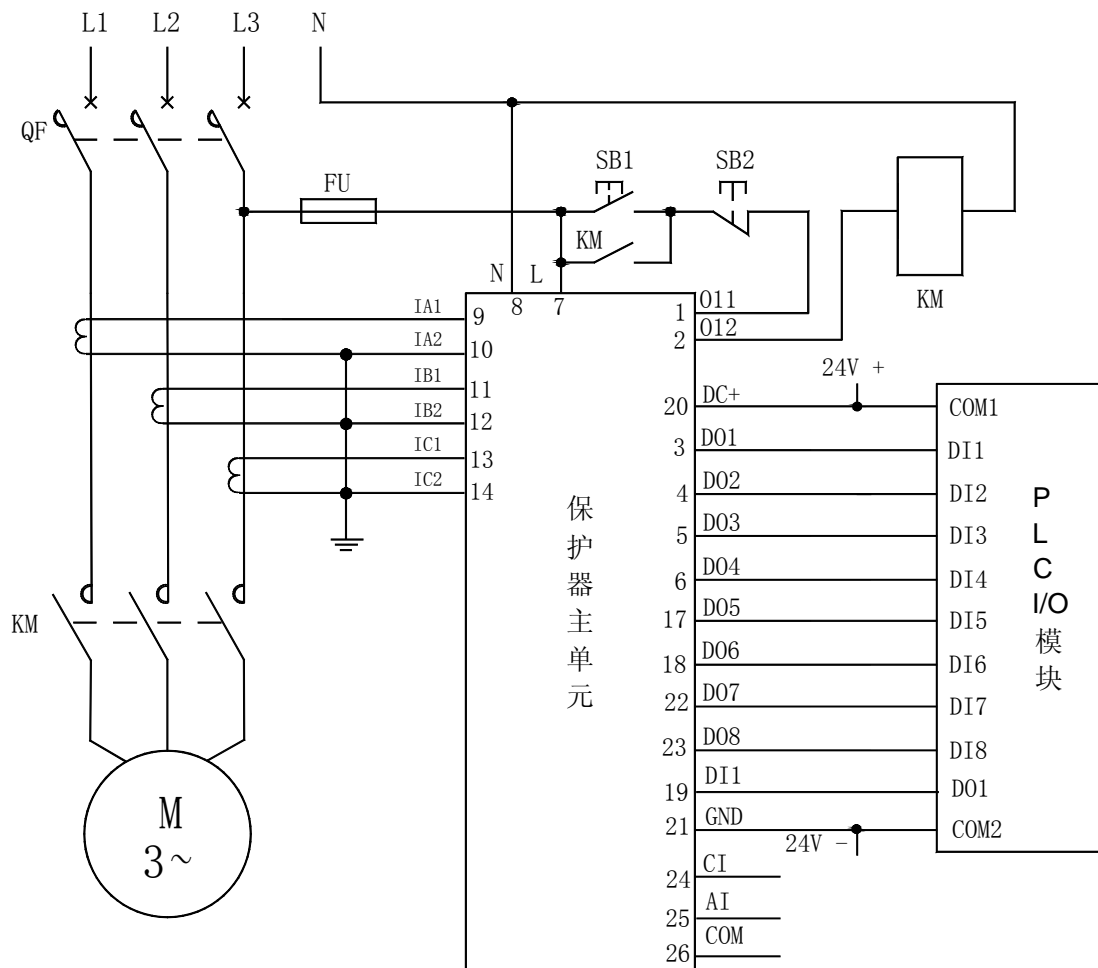 L1 L2 L3 N
QF
FU
SB1 SB2
KM
KM
N L
8 7
IA1 9
IA2 10
IB1 11
IB2 12
IC1 13
IC2 14
1 O11
2 O12
24V +
20 DC+ COM1
3 DO1 DI1
4 DO2 DI2
5 DO3 DI3
6 DO4 DI4
17 DO5 DI5
18 DO6 DI6
22 DO7 DI7
23 DO8 DI8
19 DI1 DO1
21 GND COM2
24V -
24 CI
25 AI
26 COM
保护器主单元
PLC I/O 模块
KM
M
3~